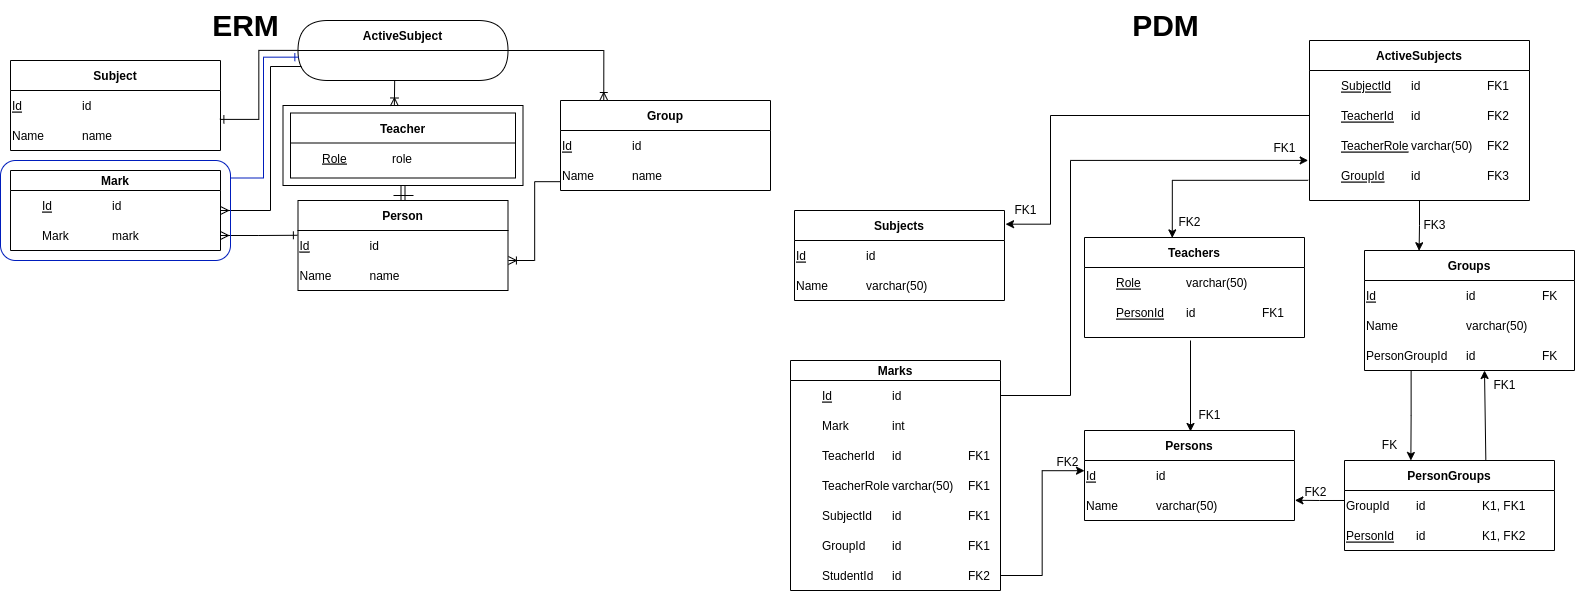 ERM
ActiveSubject
Subject
Id id
Name name
Mark
Id id
Mark mark
Teacher
Role role
Person
Id id
Name name
Group
Id id
Name name
PDM
ActiveSubjects
SubjectId id FK1
TeacherId id FK2
TeacherRole varchar(50) FK2
GroupId id FK3
FK1
FK1
FK2
FK3
Subjects
Id id
Name varchar(50)
Teachers
Role varchar(50)
PersonId id FK1
Groups
Id id FK
Name varchar(50)
PersonGroupId id FK
Marks
Id id
Mark int
TeacherId id FK1
TeacherRole varchar(50) FK1
SubjectId id FK1
GroupId id FK1
StudentId id FK2
FK1
FK2
Persons
Id id
Name varchar(50)
FK
FK1
FK2
PersonGroups
GroupId id K1, FK1
PersonId id K1, FK2